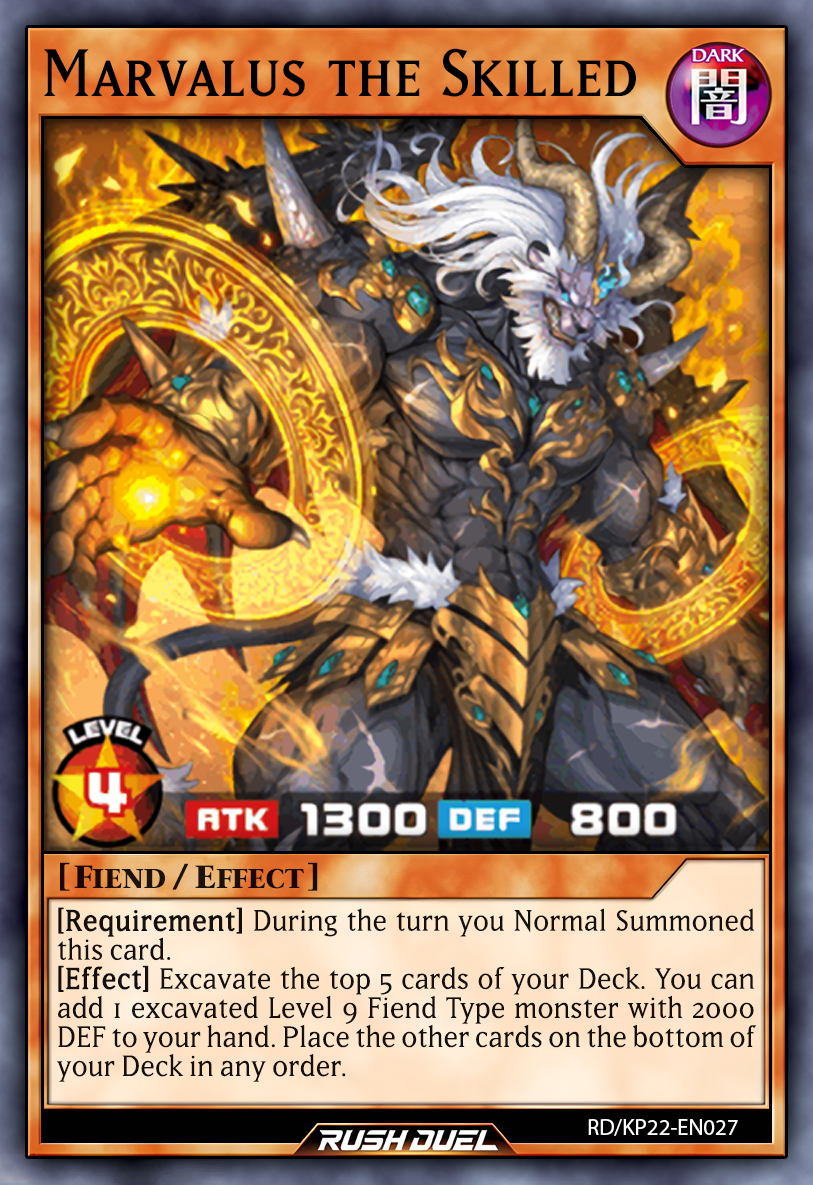 MARVALUS THE SKILLED
DARK
闇
LEVEL
4
ATK 1300 DEF 800
[FIEND / EFFECT]
[Requirement] During the turn you Normal Summoned
this card.
[Effect] Excavate the top 5 cards of your Deck. You can
add 1 excavated Level 9 Fiend Type monster with 2000
DEF to your hand. Place the other cards on the bottom of
your Deck in any order.
RD/KP22-EN027
RUSH DUEL